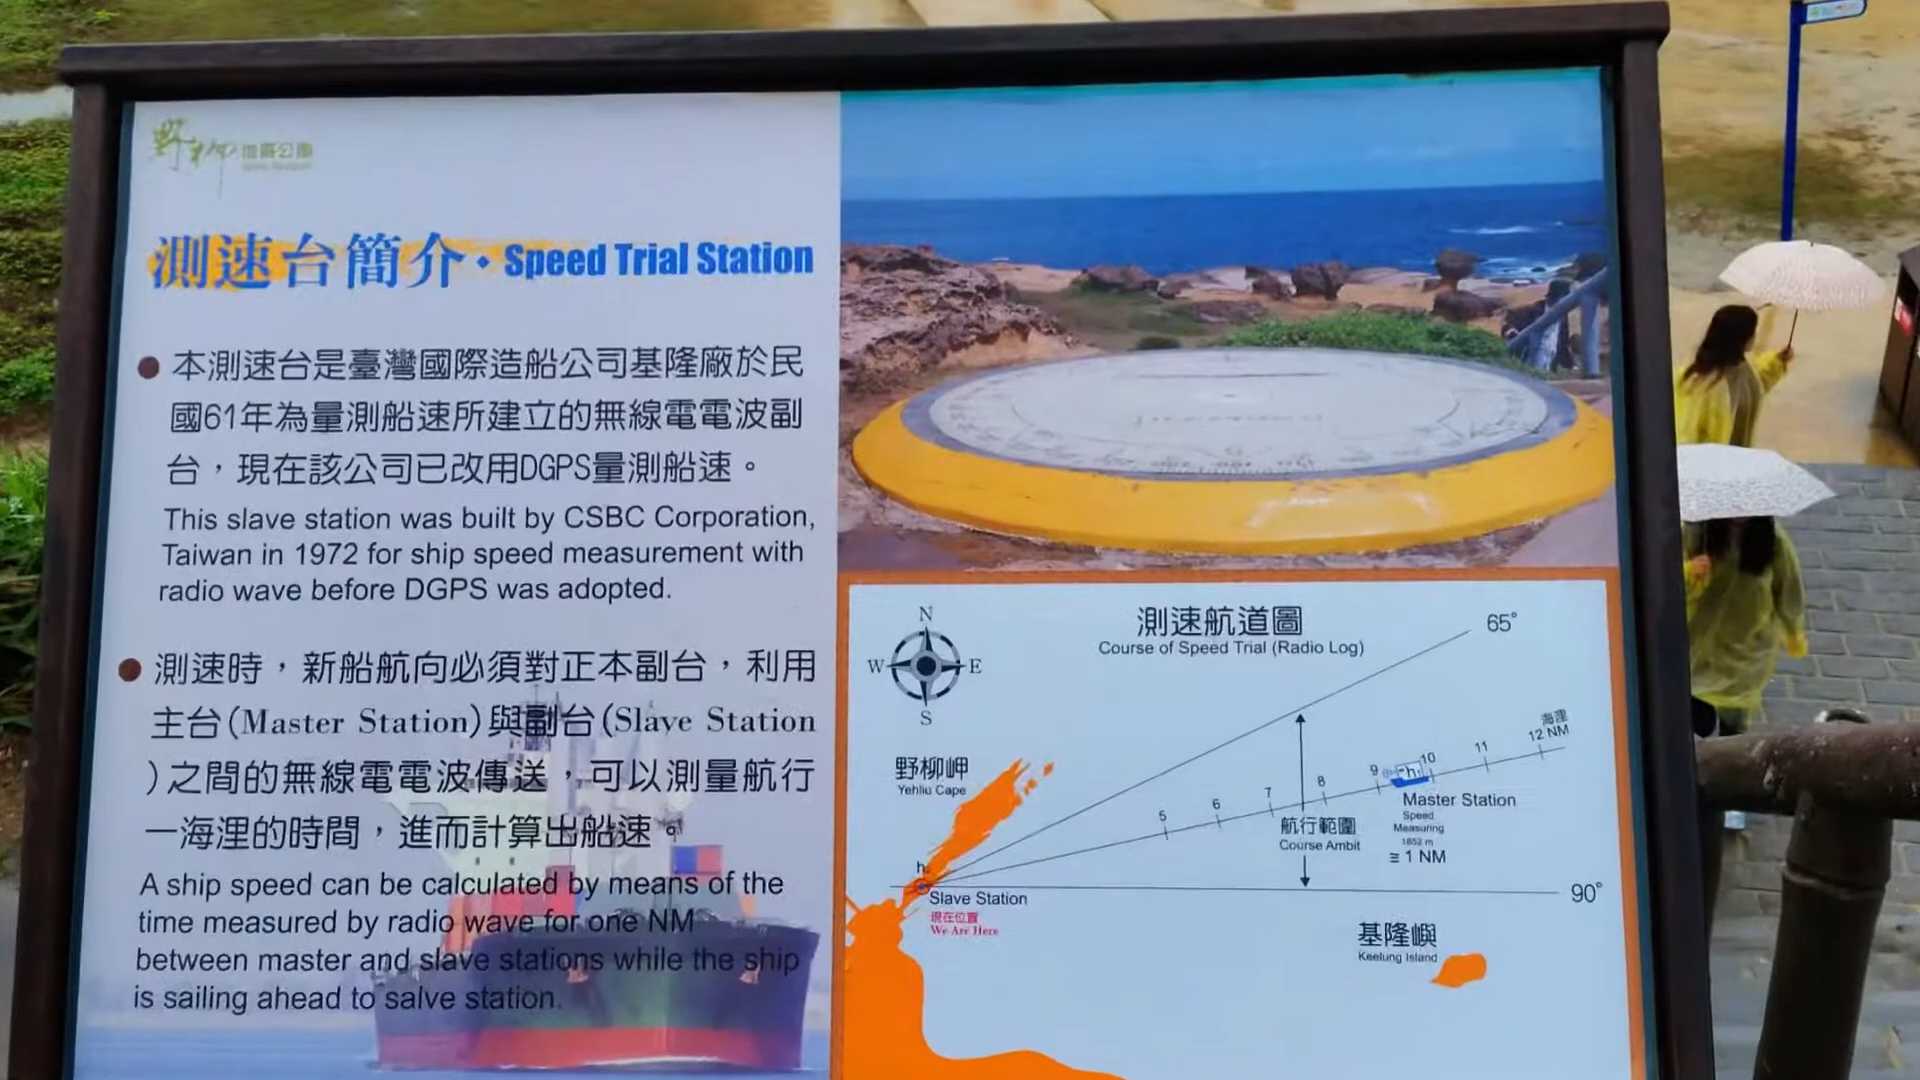 野柳 地質公園
測速台簡介・Speed Trial Station
本測速台是臺灣國際造船公司基隆廠於民
國61年為量測船速所建立的無線電電波副
台，現在該公司已改用DGPS量測船速。
This slave station was built by CSBC Corporation,
Taiwan in 1972 for ship speed measurement with
radio wave before DGPS was adopted.
測速時，新船航向必須對正本副台，利用
主台(Master Station)與副台(Slave Station
)之間的無線電電波傳送，可以測量航行
一海浬的時間，進而計算出船速。
A ship speed can be calculated by means of the
time measured by radio wave for one NM
between master and slave stations while the ship
is sailing ahead to salve station.
測速航道圖
Course of Speed Trial (Radio Log)
65°
N
W
E
S
野柳岬
Yehliu Cape
海浬
5
6
7
8
9
10
11
12 NM
Master Station
Speed
Measuring
1852 m
≅ 1 NM
航行範圍
Course Ambit
h
Slave Station
現在位置
We Are Here
90°
基隆嶼
Keelung Island